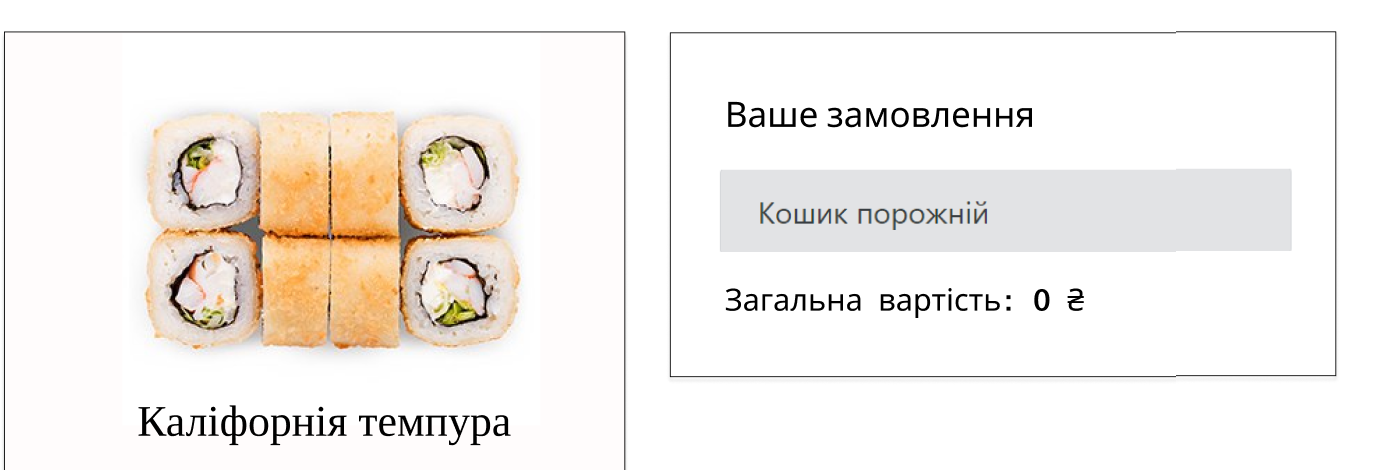 Каліфорнія темпура
Ваше замовлення
Кошик порожній
Загальна вартість: 0 ₴